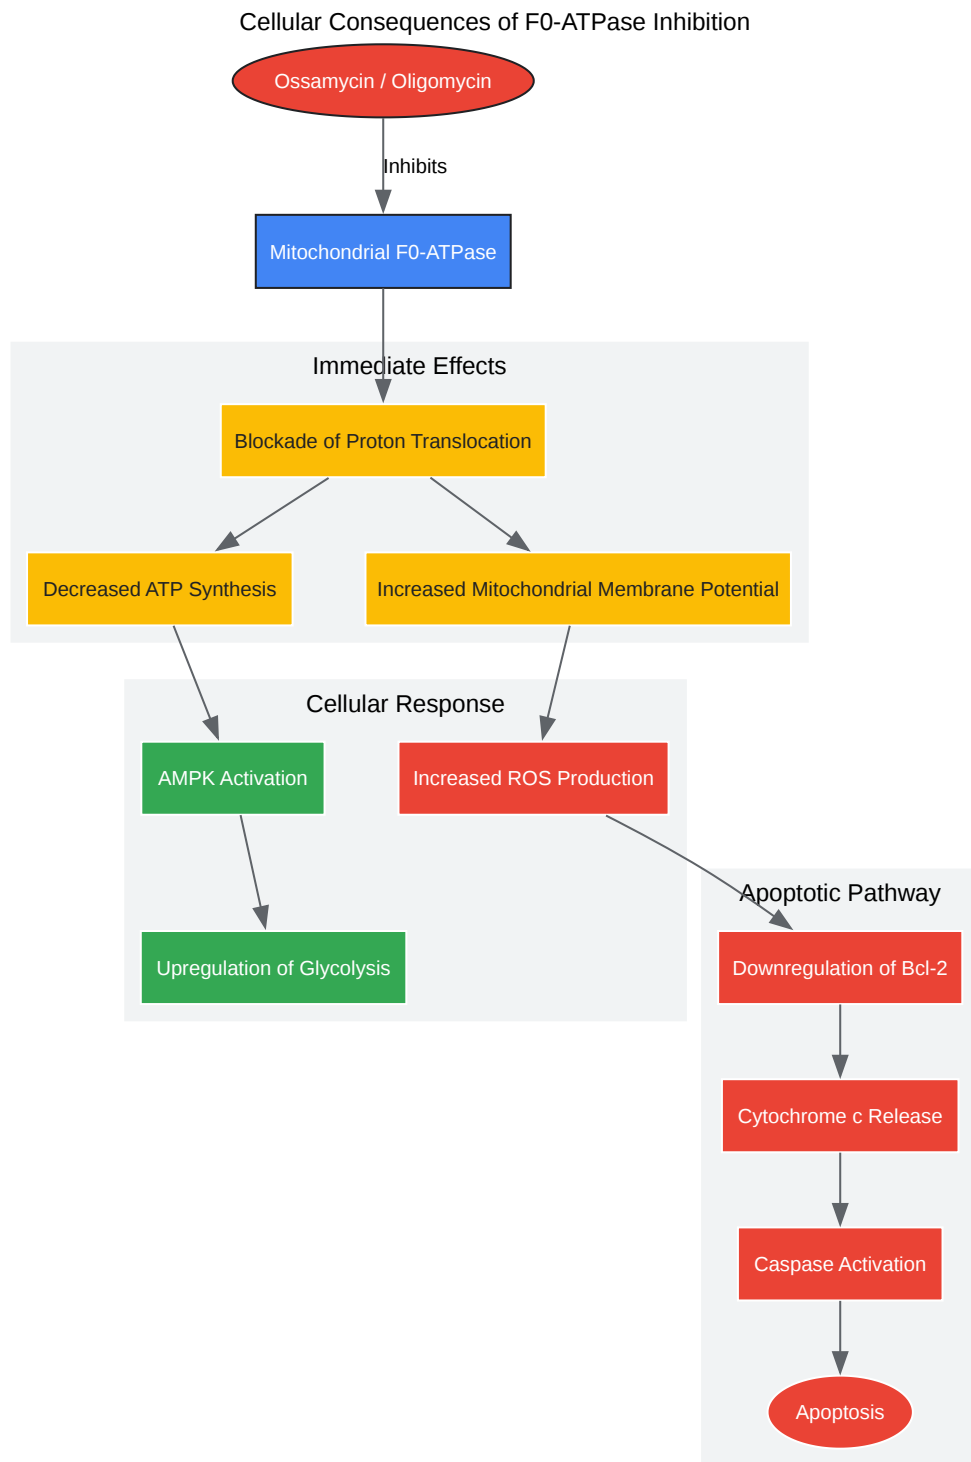 Cellular Consequences of F0-ATPase Inhibition
Ossamycin / Oligomycin
Inhibits
Mitochondrial F0-ATPase
Immediate Effects
Blockade of Proton Translocation
Decreased ATP Synthesis
Increased Mitochondrial Membrane Potential
Cellular Response
AMPK Activation
Increased ROS Production
Apoptotic Pathway
Upregulation of Glycolysis
Downregulation of Bcl-2
Cytochrome c Release
Caspase Activation
Apoptosis